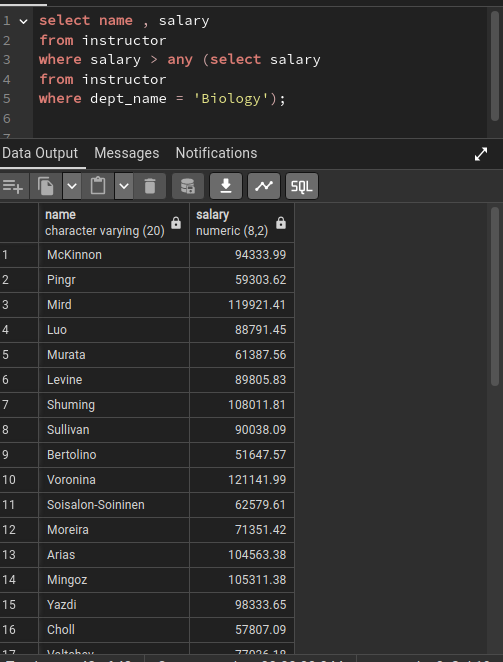 1 select name , salary
2 from instructor
3 where salary > any (select salary
4 from instructor
5 where dept_name = 'Biology');
6
7
Data Output Messages Notifications
SQL
name salary
character varying (20) numeric (8,2)
1 McKinnon 94333.99
2 Pingr 59303.62
3 Mird 119921.41
4 Luo 88791.45
5 Murata 61387.56
6 Levine 89805.83
7 Shuming 108011.81
8 Sullivan 90038.09
9 Bertolino 51647.57
10 Voronina 121141.99
11 Soisalon-Soininen 62579.61
12 Moreira 71351.42
13 Arias 104563.38
14 Mingoz 105311.38
15 Yazdi 98333.65
16 Choll 57807.09
17